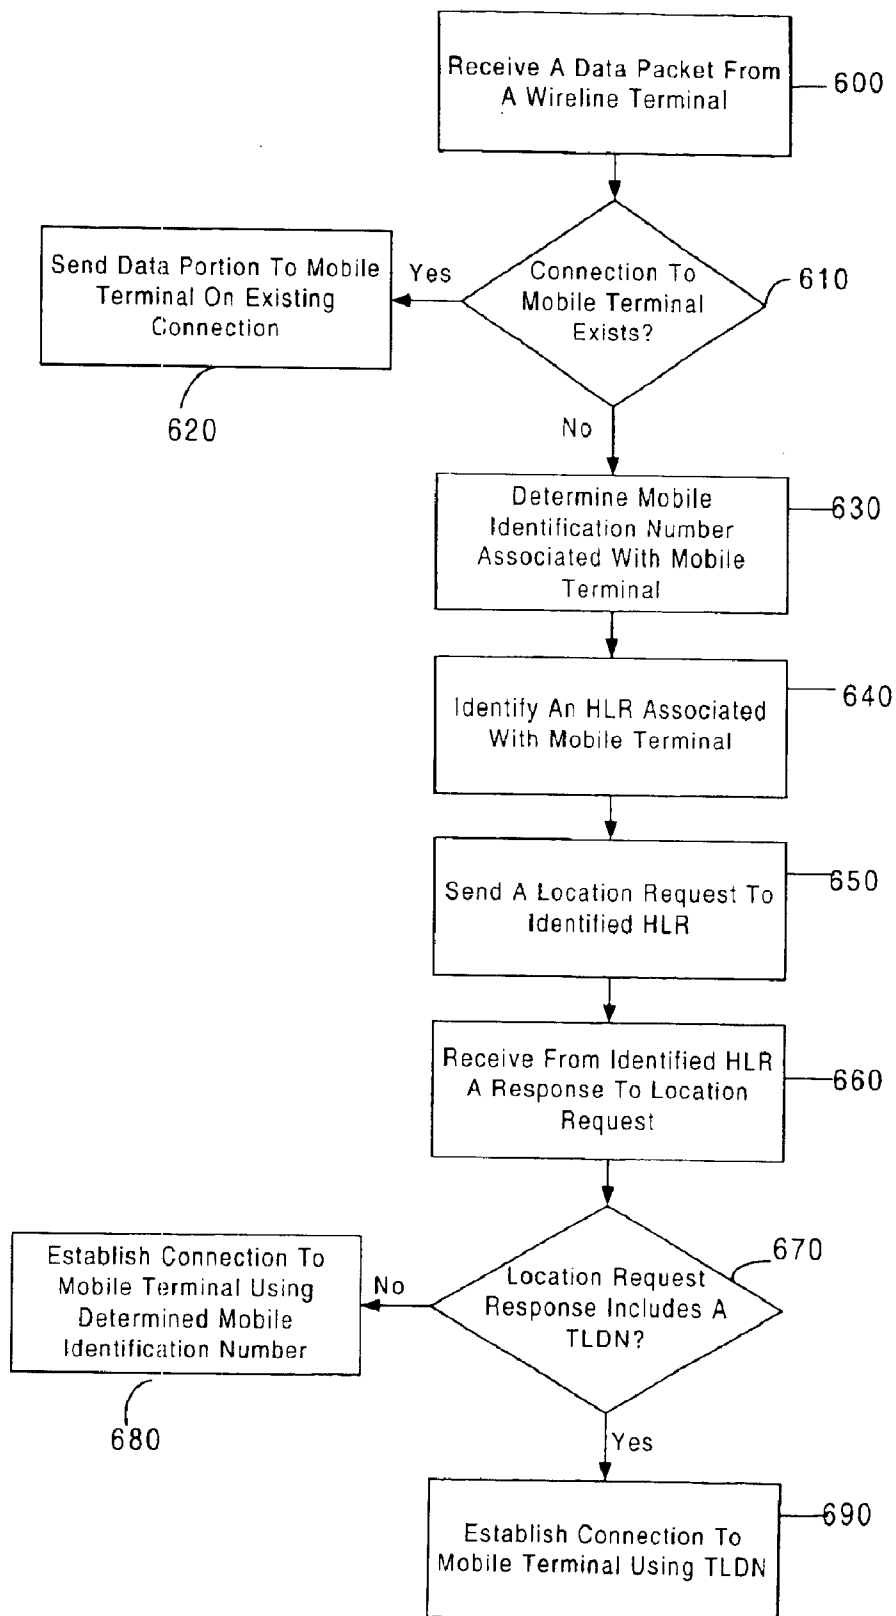 Receive A Data Packet From
A Wireline Terminal
600
Connection To
Mobile Terminal
Exists?
610
Yes
Send Data Portion To Mobile
Terminal On Existing
Connection
620
No
Determine Mobile
Identification Number
Associated With Mobile
Terminal
630
Identify An HLR Associated
With Mobile Terminal
640
Send A Location Request To
Identified HLR
650
Receive From Identified HLR
A Response To Location
Request
660
Location Request
Response Includes A
TLDN?
670
No
Establish Connection To
Mobile Terminal Using
Determined Mobile
Identification Number
680
Yes
Establish Connection To
Mobile Terminal Using TLDN
690